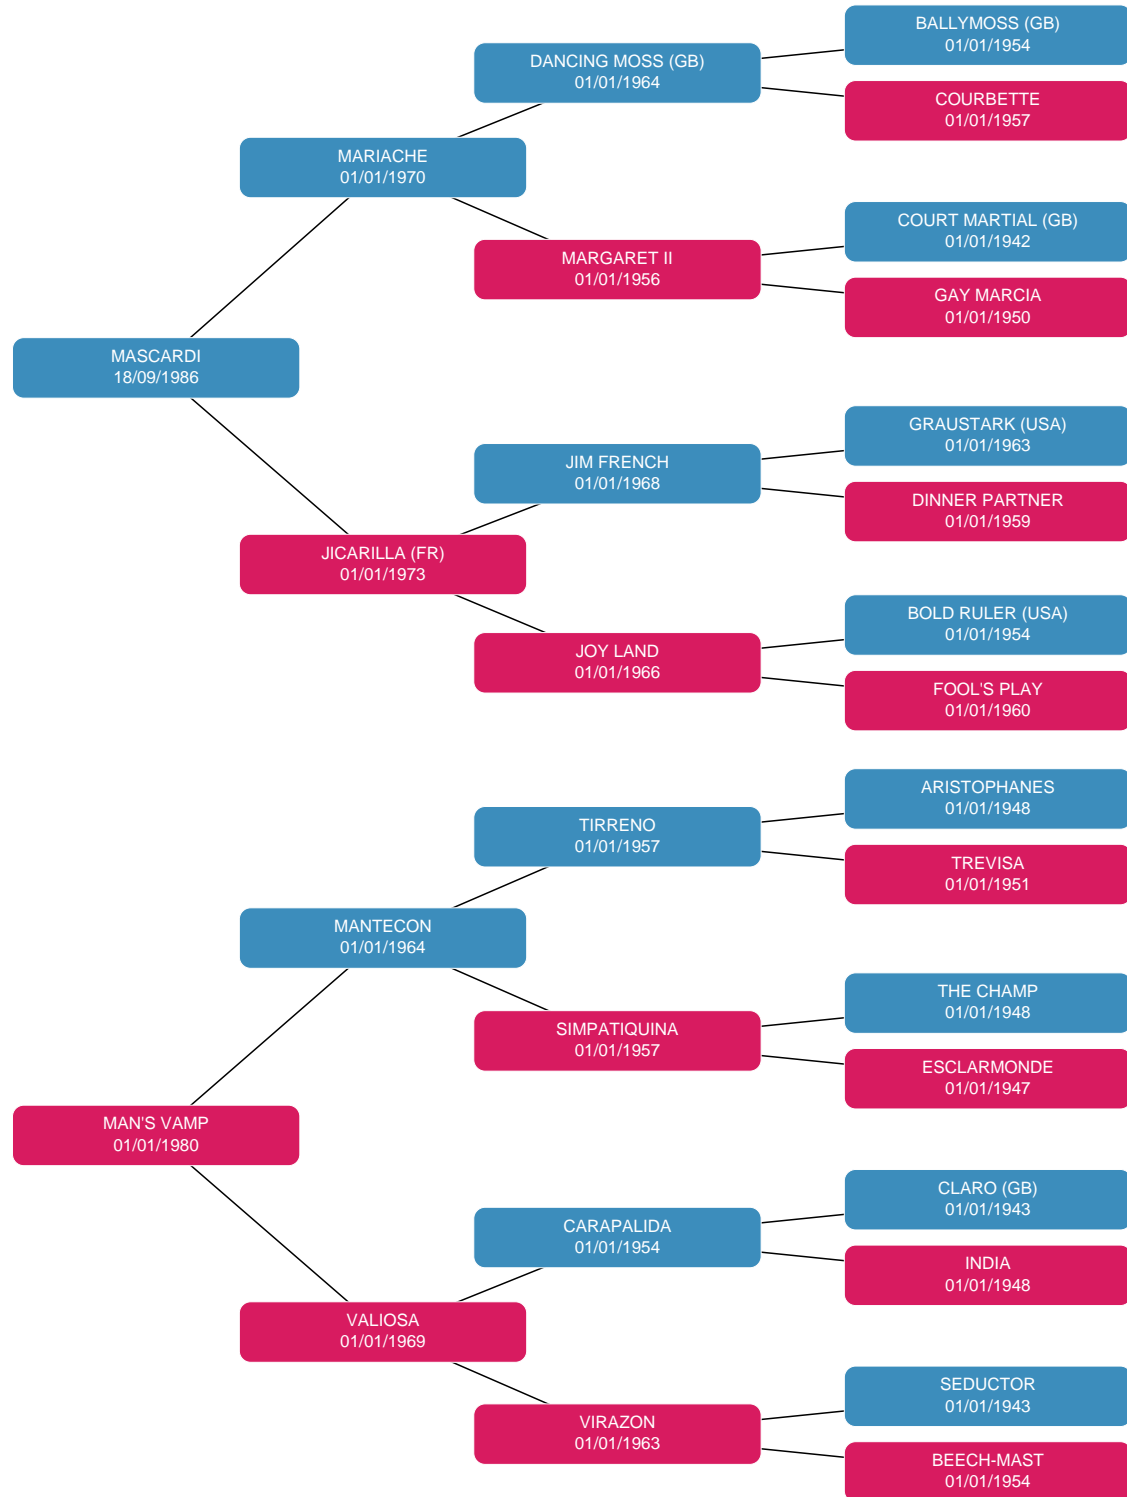 BALLYMOSS (GB)
01/01/1954
DANCING MOSS (GB)
01/01/1964
COURBETTE
01/01/1957
MARIACHE
01/01/1970
COURT MARTIAL (GB)
01/01/1942
MARGARET II
01/01/1956
GAY MARCIA
01/01/1950
MASCARDI
18/09/1986
GRAUSTARK (USA)
01/01/1963
JIM FRENCH
01/01/1968
DINNER PARTNER
01/01/1959
JICARILLA (FR)
01/01/1973
BOLD RULER (USA)
01/01/1954
JOY LAND
01/01/1966
FOOL'S PLAY
01/01/1960
ARISTOPHANES
01/01/1948
TIRRENO
01/01/1957
TREVISA
01/01/1951
MANTECON
01/01/1964
THE CHAMP
01/01/1948
SIMPATIQUINA
01/01/1957
ESCLARMONDE
01/01/1947
MAN'S VAMP
01/01/1980
CLARO (GB)
01/01/1943
CARAPALIDA
01/01/1954
INDIA
01/01/1948
VALIOSA
01/01/1969
SEDUCTOR
01/01/1943
VIRAZON
01/01/1963
BEECH-MAST
01/01/1954